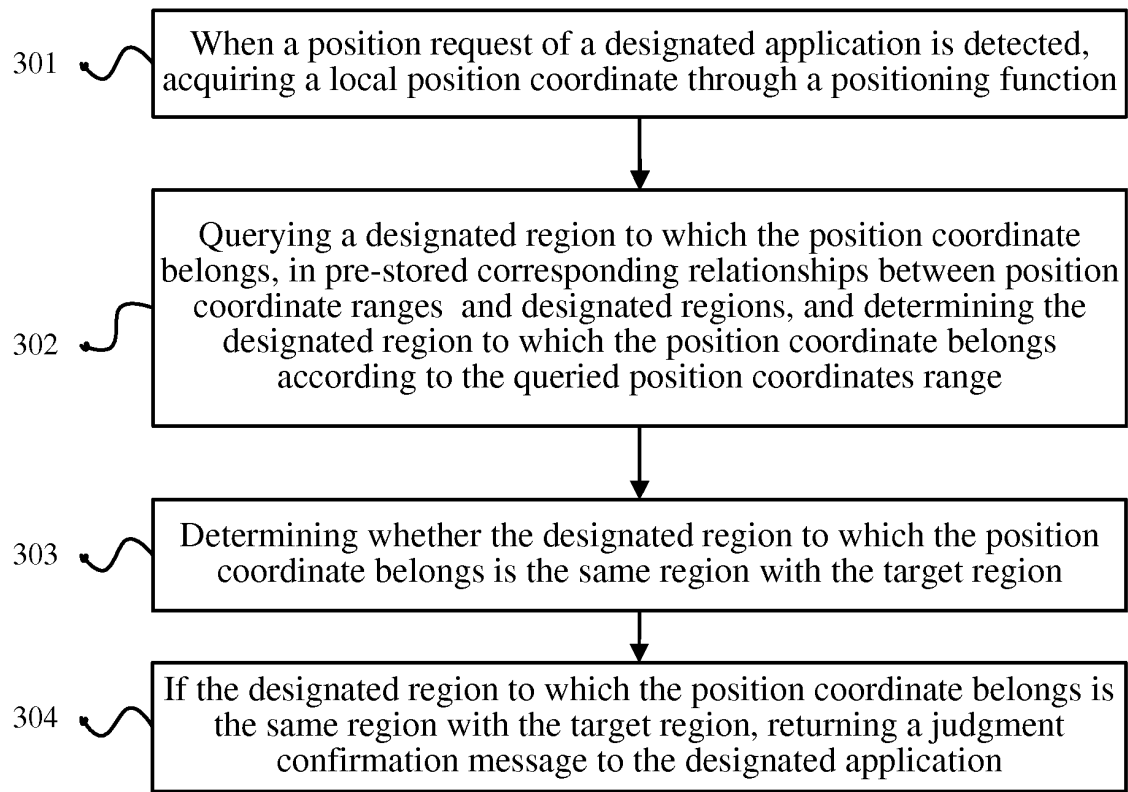 301
When a position request of a designated application is detected,
acquiring a local position coordinate through a positioning function
302
Querying a designated region to which the position coordinate
belongs, in pre-stored corresponding relationships between position
coordinate ranges and designated regions, and determining the
designated region to which the position coordinate belongs
according to the queried position coordinates range
303
Determining whether the designated region to which the position
coordinate belongs is the same region with the target region
304
If the designated region to which the position coordinate belongs is
the same region with the target region, returning a judgment
confirmation message to the designated application